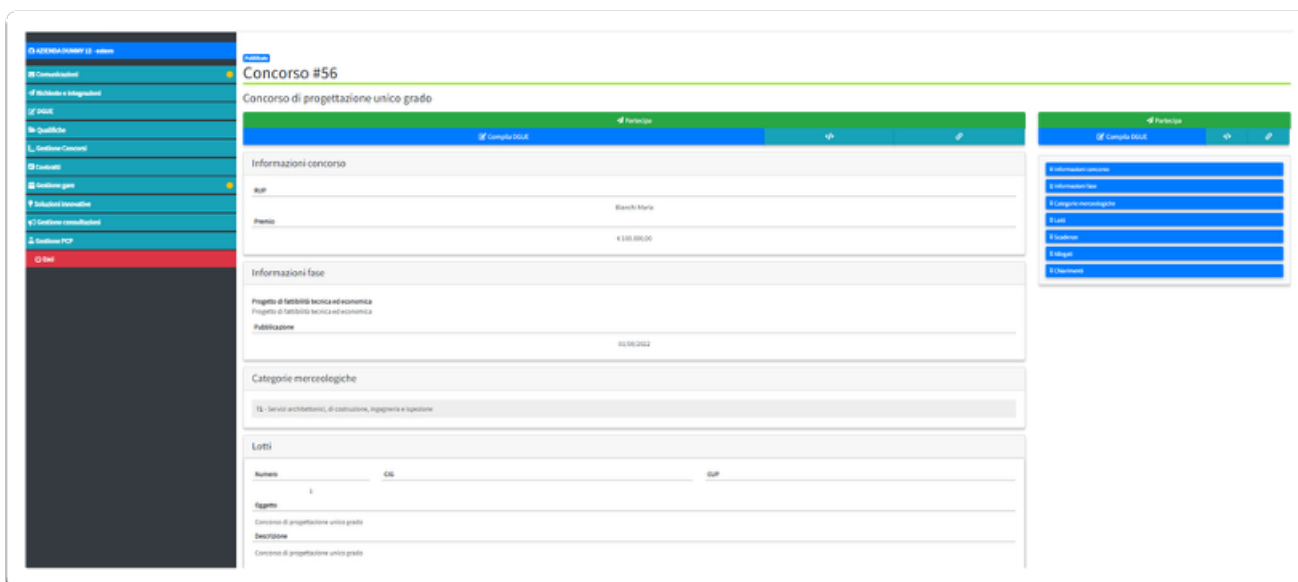 AZIENDA DUMMY 12 - estero
Comunicazioni
Richieste e integrazioni
DGUE
Qualifiche
Gestione Concorsi
Contratti
Gestione gare
Soluzioni innovative
Gestione consultazioni
Gestione PCP
Esci
Pubblicato
Concorso #56
Concorso di progettazione unico grado
Partecipa
Compila DGUE
Informazioni concorso
RUP
Bianchi Maria
Premio
€ 100.000,00
Informazioni fase
Progetto di fattibilità tecnica ed economica
Progetto di fattibilità tecnica ed economica
Pubblicazione
Categorie merceologiche
71 - Servizi architettonici, di costruzione, ingegneria e ispezione
Lotti
Numero CIG CUP
1
Oggetto
Concorso di progettazione unico grado
Descrizione
Concorso di progettazione unico grado
Partecipa
Compila DGUE
Informazioni concorso
Informazioni fase
Categorie merceologiche
Lotti
Scadenze
Allegati
Chiarimenti